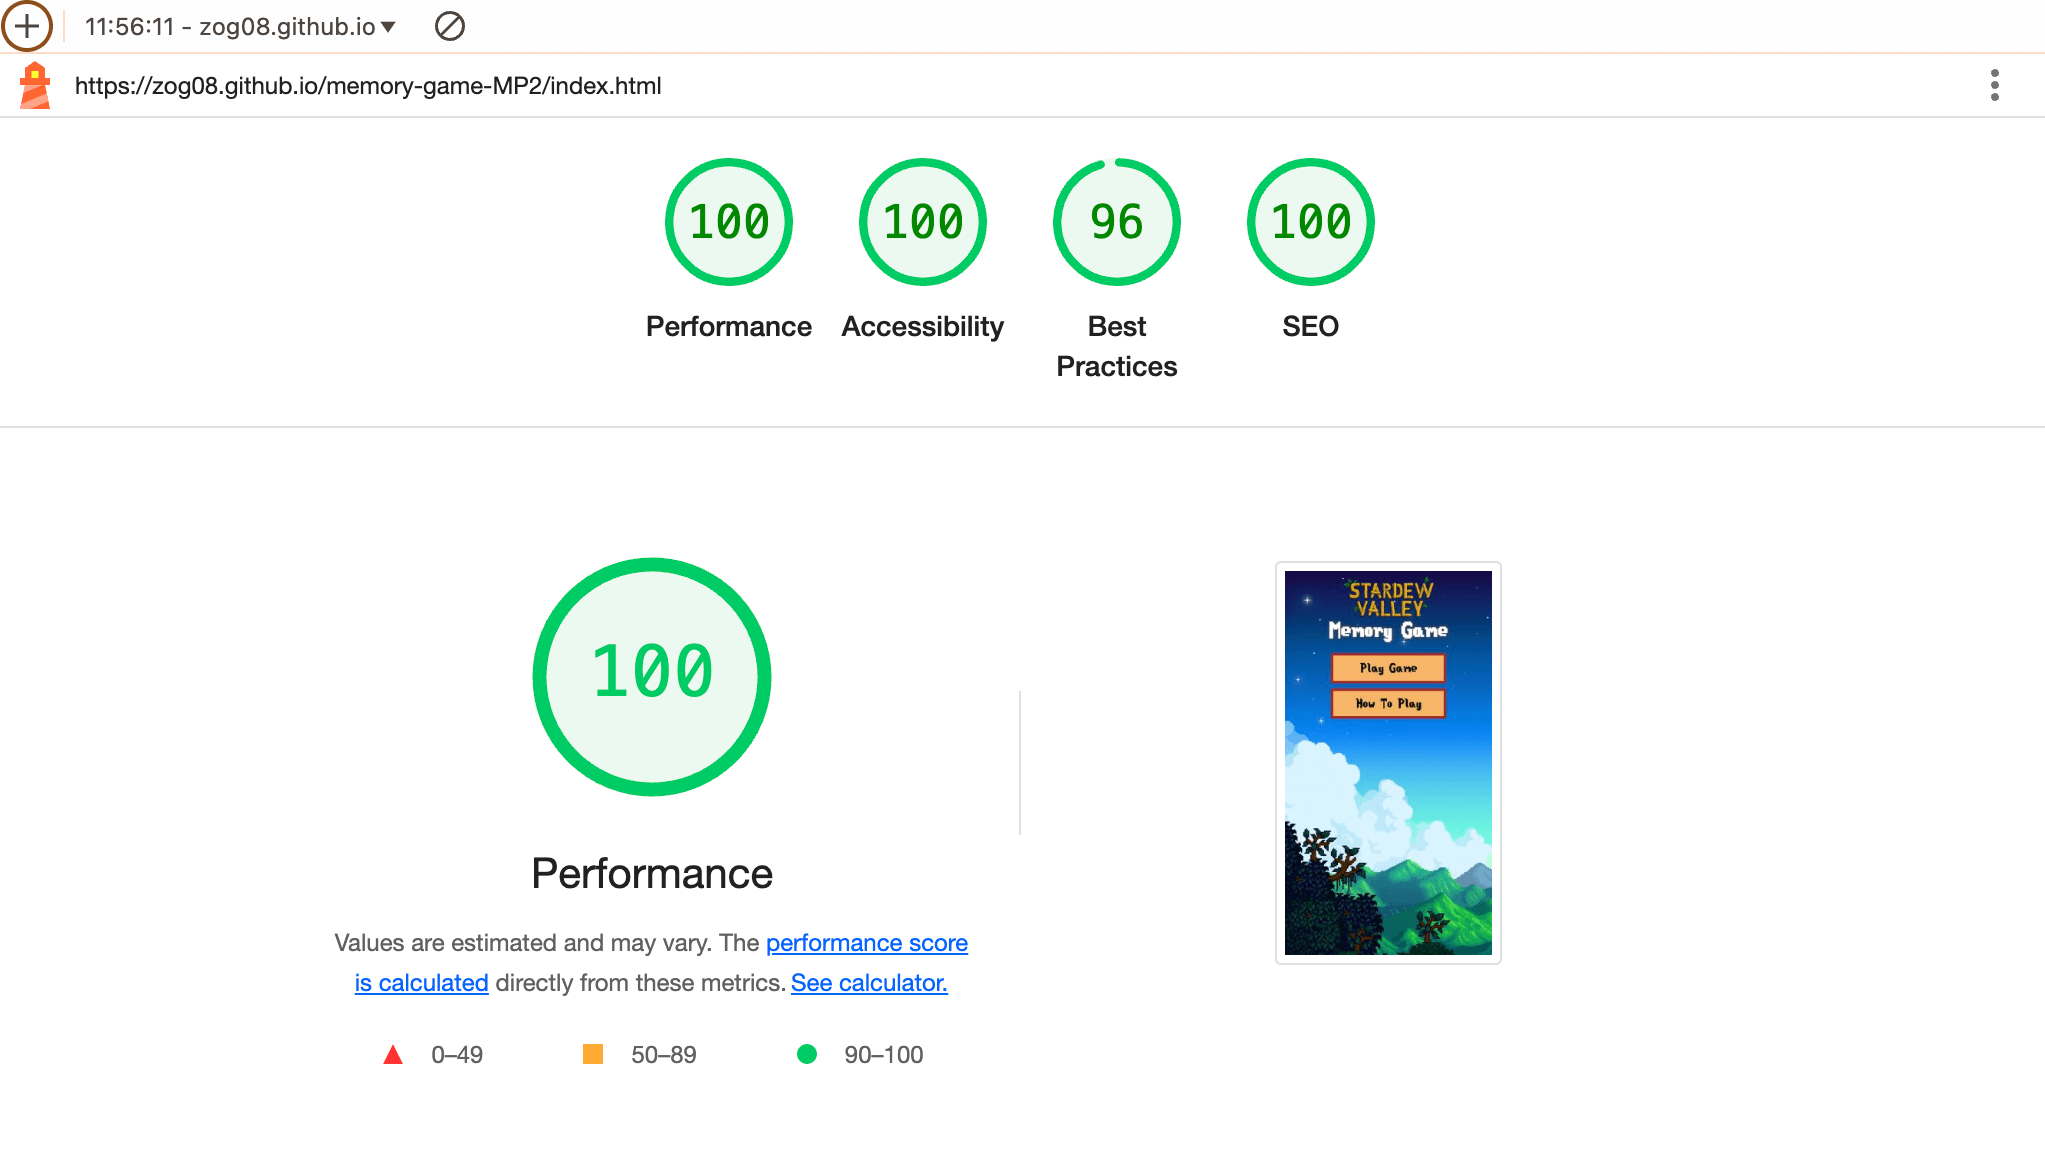 11:56:11 - zog08.github.io
https://zog08.github.io/memory-game-MP2/index.html
100
100
96
100
Performance
Accessibility
Best
Practices
SEO
100
Performance
Values are estimated and may vary. The performance score
is calculated directly from these metrics. See calculator.
0–49
50–89
90–100
STARDEW
VALLEY
Memory Game
Play Game
How To Play